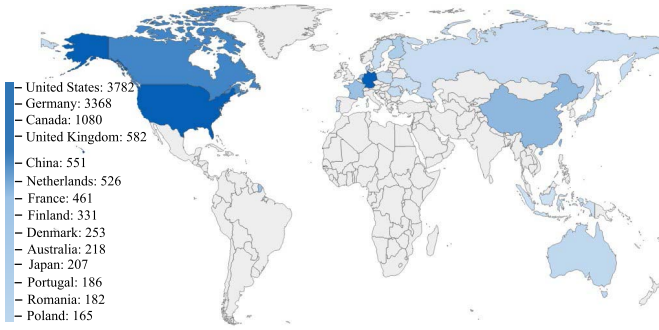 United States: 3782
Germany: 3368
Canada: 1080
United Kingdom: 582
China: 551
Netherlands: 526
France: 461
Finland: 331
Denmark: 253
Australia: 218
Japan: 207
Portugal: 186
Romania: 182
Poland: 165